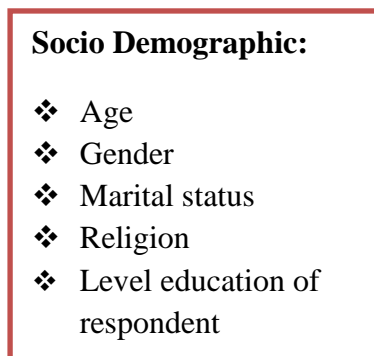 Socio Demographic:
❖ Age
❖ Gender
❖ Marital status
❖ Religion
❖ Level education of
respondent